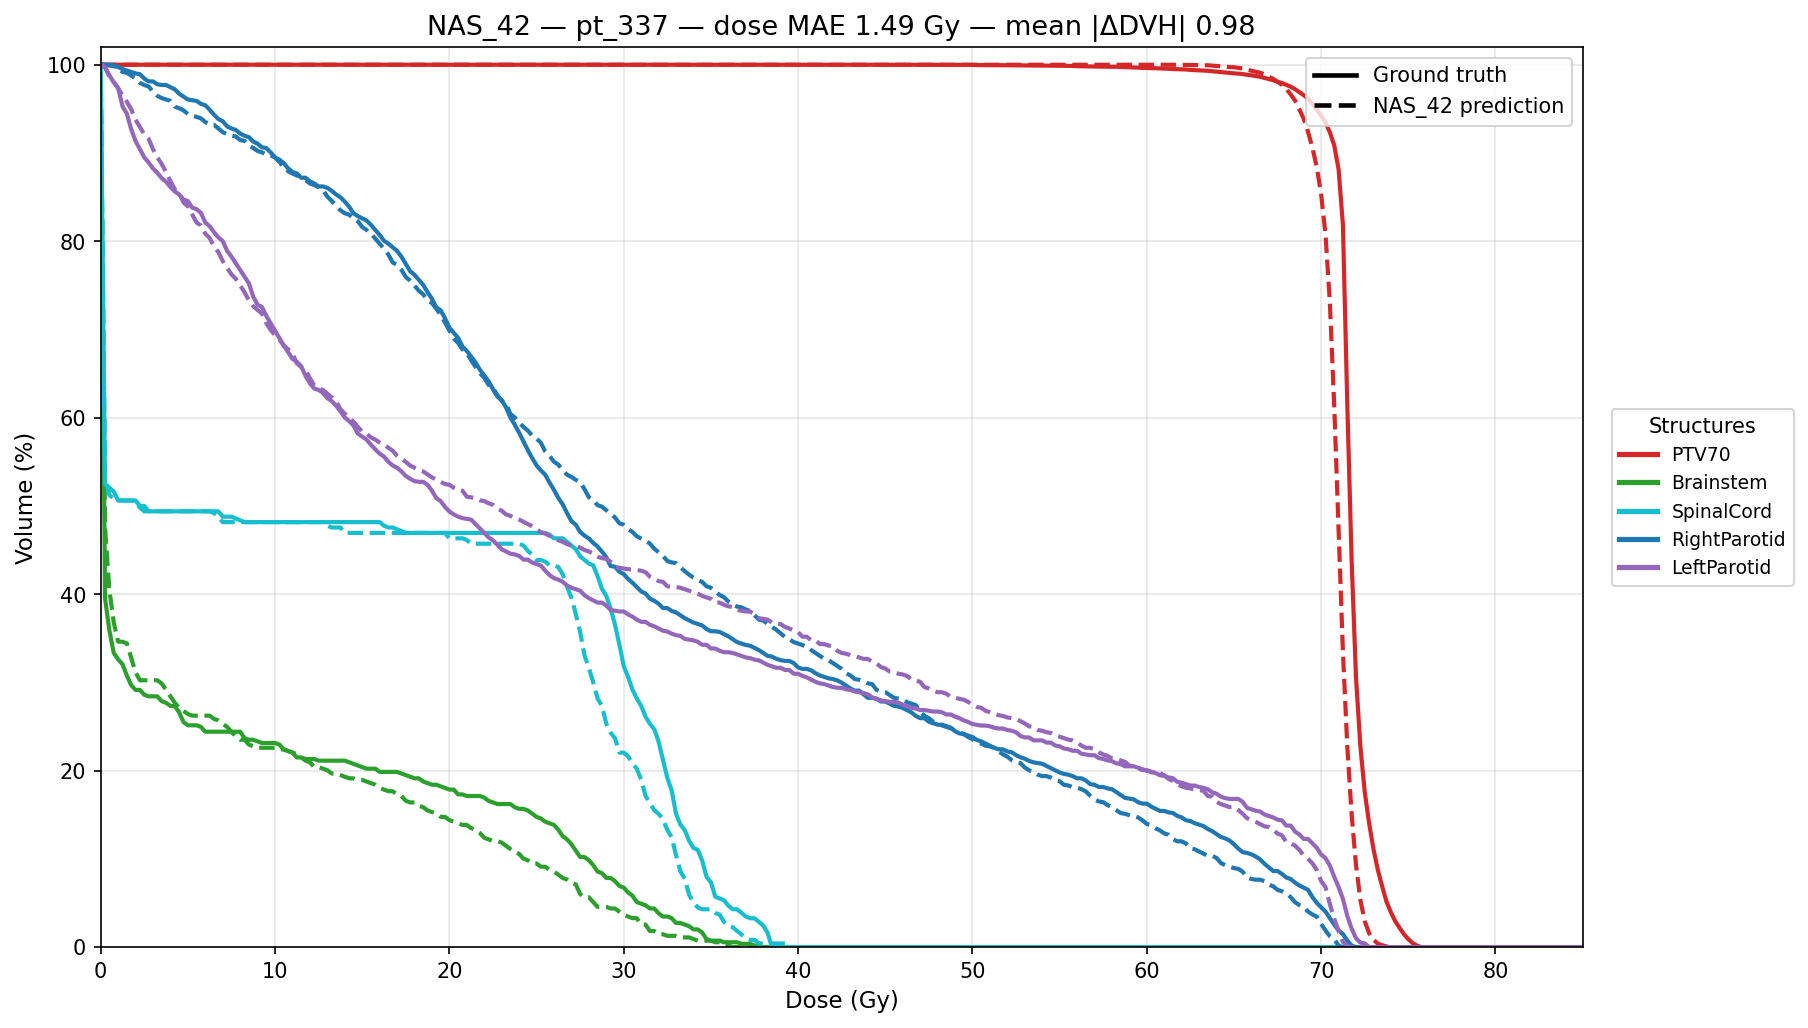 NAS_42 — pt_337 — dose MAE 1.49 Gy — mean |ΔDVH| 0.98
Ground truth
NAS_42 prediction
Volume (%)
100
80
60
40
20
0
0 10 20 30 40 50 60 70 80
Dose (Gy)
Structures
PTV70
Brainstem
SpinalCord
RightParotid
LeftParotid